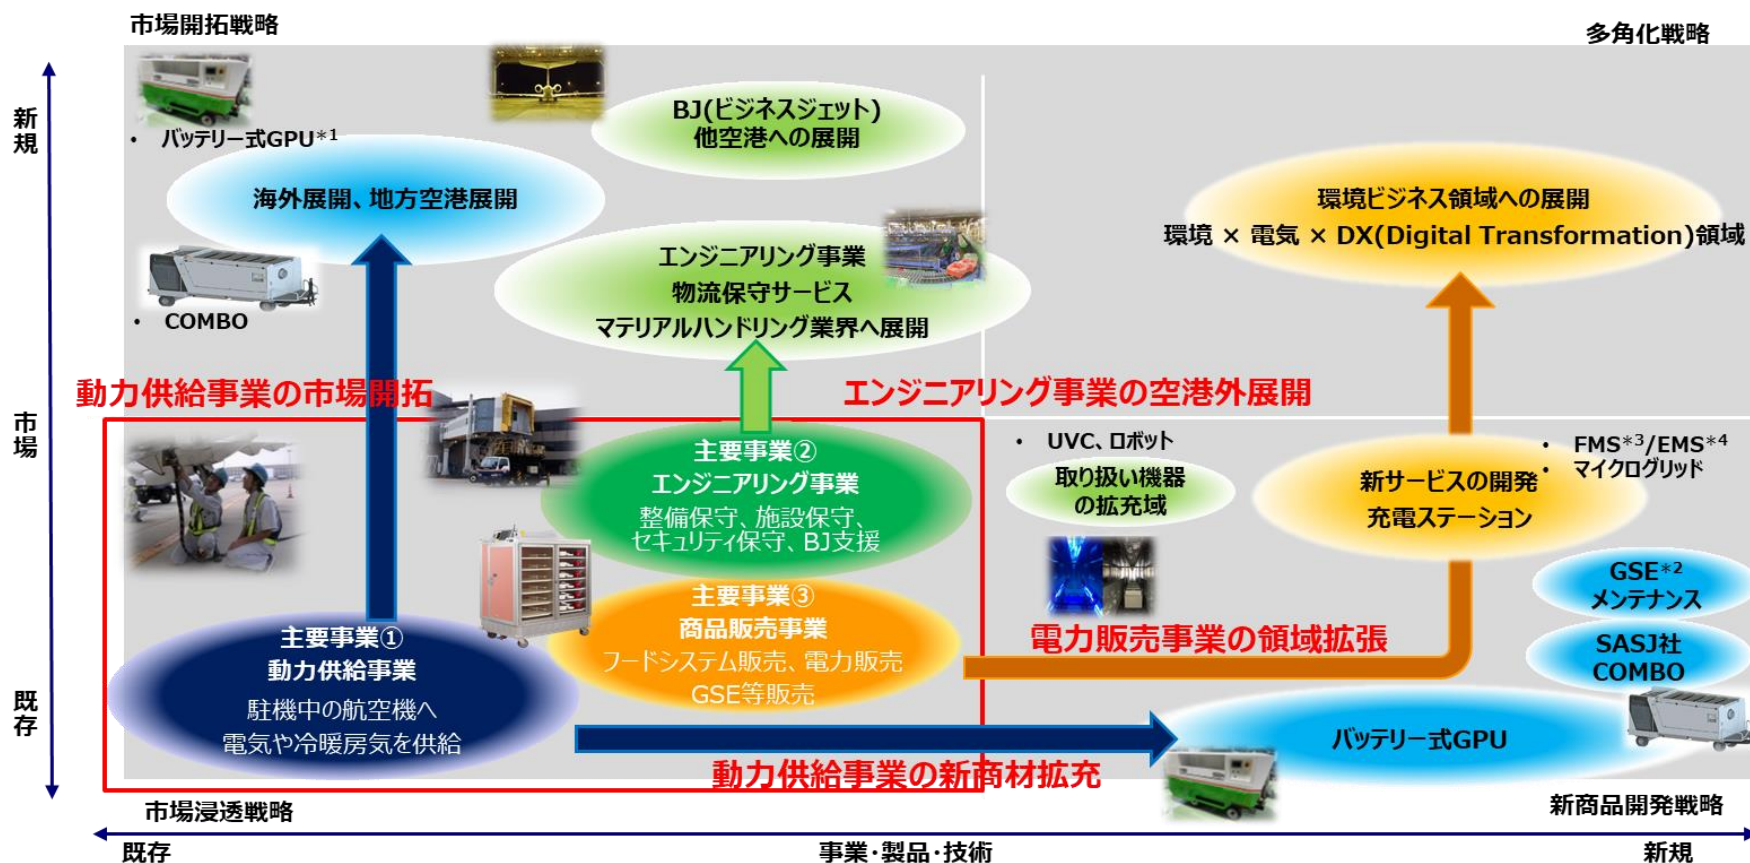 市場開拓戦略
多角化戦略
新規
• バッテリー式GPU*1
BJ(ビジネスジェット)
他空港への展開
海外展開、地方空港展開
環境ビジネス領域への展開
環境 × 電気 × DX(Digital Transformation)領域
エンジニアリング事業
物流保守サービス
マテリアルハンドリング業界へ展開
• COMBO
動力供給事業の市場開拓
エンジニアリング事業の空港外展開
市場
主要事業②
エンジニアリング事業
整備保守、施設保守、
セキュリティ保守、BJ支援
• UVC、ロボット
取り扱い機器
の拡充域
新サービスの開発
充電ステーション
• FMS*3/EMS*4
• マイクログリッド
GSE*2
メンテナンス
主要事業③
商品販売事業
フードシステム販売、電力販売
GSE等販売
電力販売事業の領域拡張
SASJ社
COMBO
主要事業①
動力供給事業
駐機中の航空機へ
電気や冷暖房気を供給
既存
バッテリー式GPU
動力供給事業の新商材拡充
市場浸透戦略
新商品開発戦略
既存
事業・製品・技術
新規